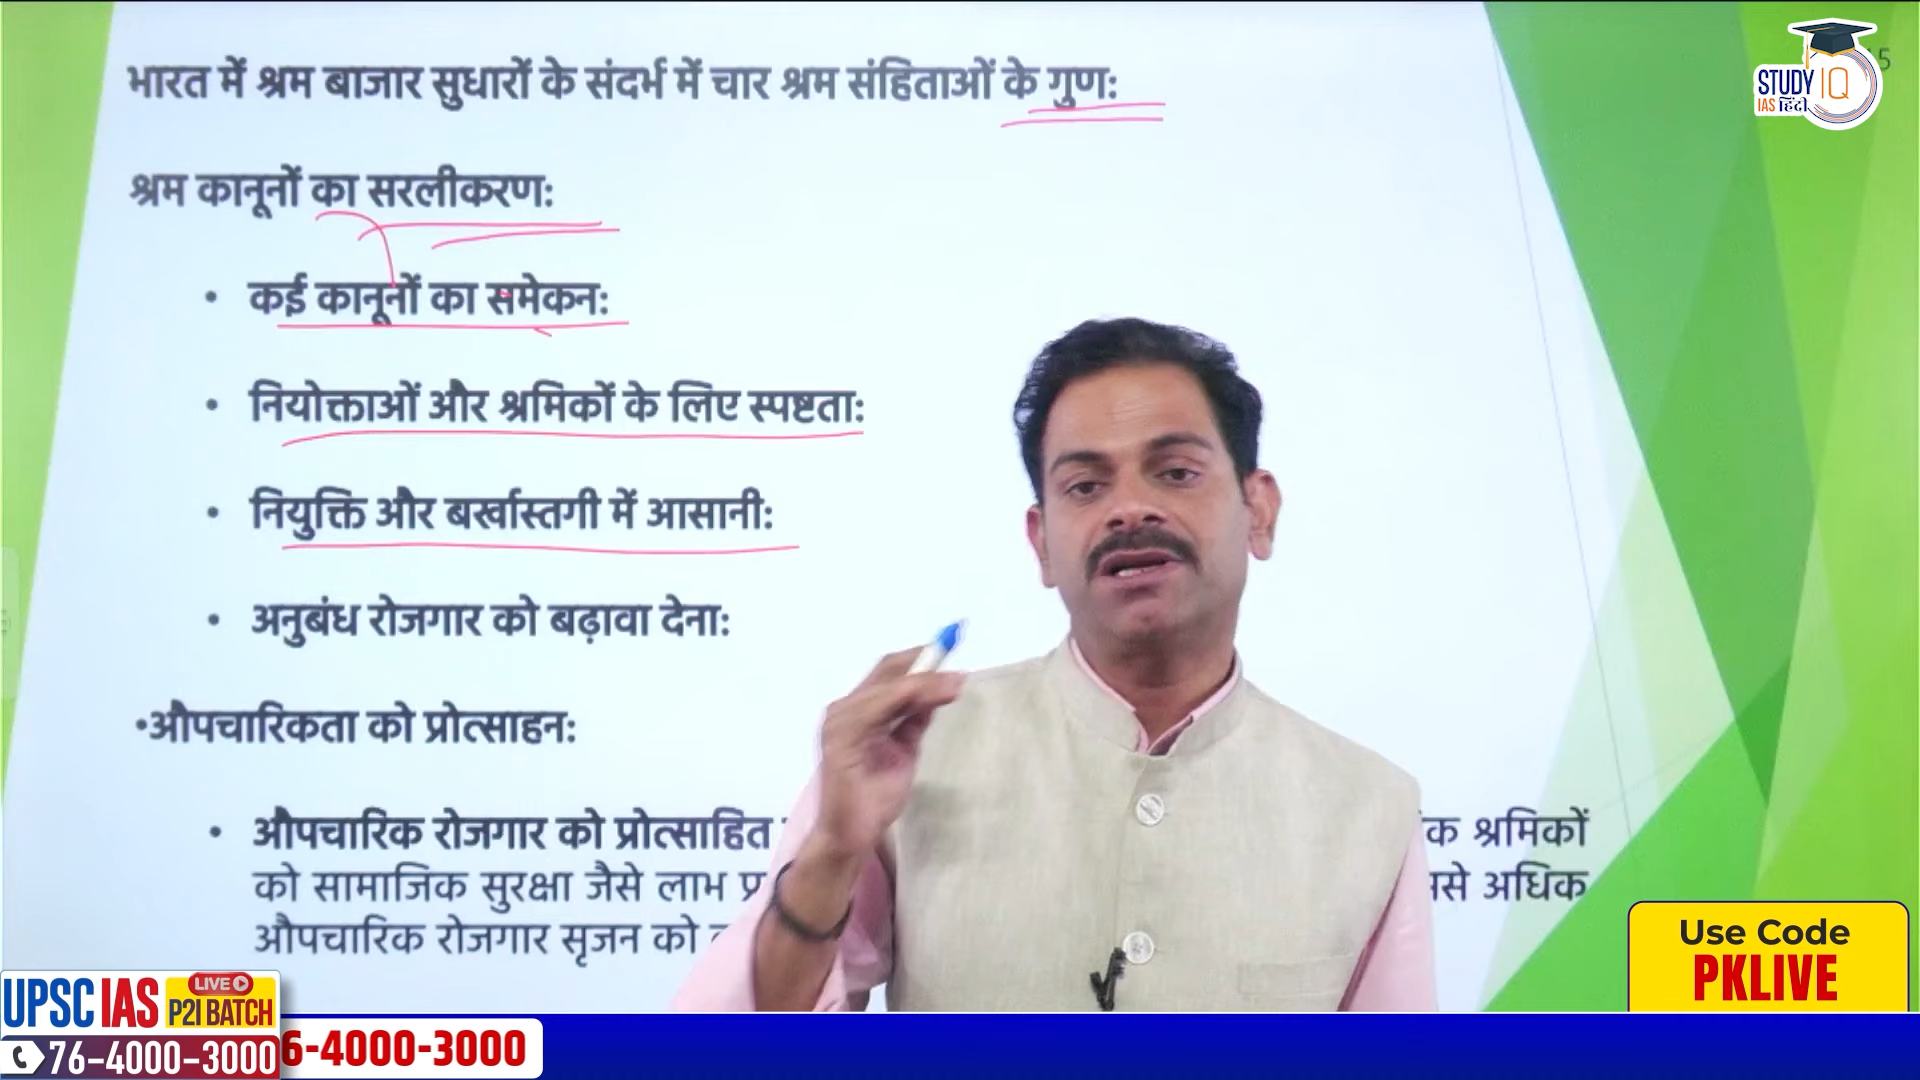 भारत में श्रम बाजार सुधारों के संदर्भ में चार श्रम संहिताओं के गुण:
5
STUDY IQ
IAS हिंदी
श्रम कानूनों का सरलीकरण:
• कई कानूनों का समेकन:
• नियोक्ताओं और श्रमिकों के लिए स्पष्टता:
• नियुक्ति और बर्खास्तगी में आसानी:
• अनुबंध रोजगार को बढ़ावा देना:
•औपचारिकता को प्रोत्साहन:
• औपचारिक रोजगार को प्रोत्साहित श्रमिकों
को सामाजिक सुरक्षा जैसे लाभ अधिक
औपचारिक रोजगार सृजन को
Use Code
PKLIVE
UPSC IAS LIVE
P2I BATCH
76-4000-3000
6-4000-3000